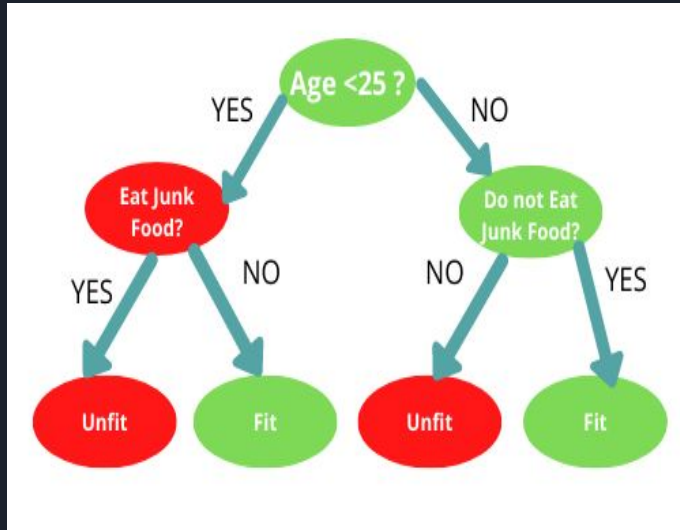 Age <25 ?
YES
NO
Eat Junk
Food?
Do not Eat
Junk Food?
YES
NO
NO
YES
Unfit
Fit
Unfit
Fit